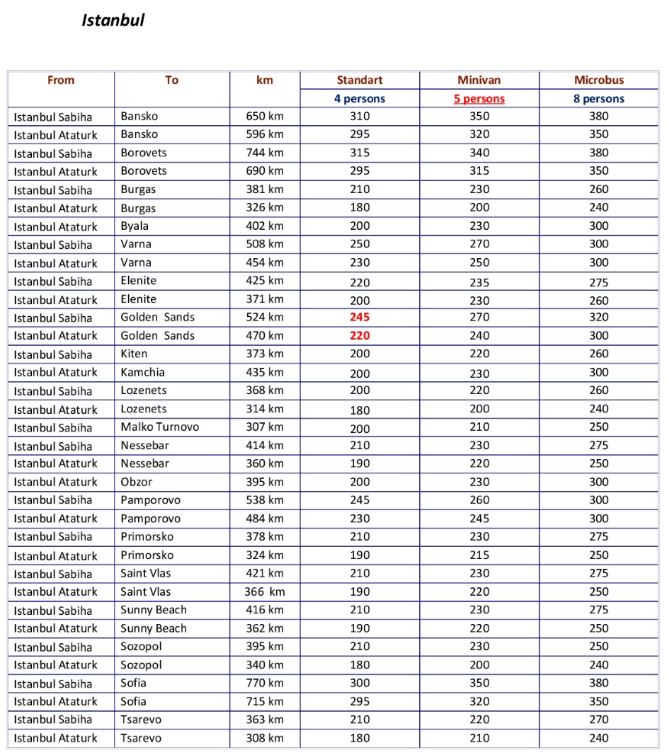 Istanbul
From To km Standart Minivan Microbus
4 persons 5 persons 8 persons
Istanbul Sabiha Bansko 650 km 310 350 380
Istanbul Ataturk Bansko 596 km 295 320 350
Istanbul Sabiha Borovets 744 km 315 340 380
Istanbul Ataturk Borovets 690 km 295 315 350
Istanbul Sabiha Burgas 381 km 210 230 260
Istanbul Ataturk Burgas 326 km 180 200 240
Istanbul Ataturk Byala 402 km 200 230 300
Istanbul Sabiha Varna 508 km 250 270 300
Istanbul Ataturk Varna 454 km 230 250 300
Istanbul Sabiha Elenite 425 km 220 235 275
Istanbul Ataturk Elenite 371 km 200 230 260
Istanbul Sabiha Golden Sands 524 km 245 270 320
Istanbul Ataturk Golden Sands 470 km 220 240 300
Istanbul Sabiha Kiten 373 km 200 220 260
Istanbul Ataturk Kamchia 435 km 200 230 300
Istanbul Sabiha Lozenets 368 km 200 220 260
Istanbul Ataturk Lozenets 314 km 180 200 240
Istanbul Sabiha Malko Turnovo 307 km 200 210 250
Istanbul Sabiha Nessebar 414 km 210 230 275
Istanbul Ataturk Nessebar 360 km 190 220 250
Istanbul Ataturk Obzor 395 km 200 230 300
Istanbul Sabiha Pamporovo 538 km 245 260 300
Istanbul Ataturk Pamporovo 484 km 230 245 300
Istanbul Sabiha Primorsko 378 km 210 230 275
Istanbul Ataturk Primorsko 324 km 190 215 250
Istanbul Sabiha Saint Vlas 421 km 210 230 275
Istanbul Ataturk Saint Vlas 366 km 190 220 250
Istanbul Sabiha Sunny Beach 416 km 210 230 275
Istanbul Ataturk Sunny Beach 362 km 190 220 250
Istanbul Sabiha Sozopol 395 km 210 230 250
Istanbul Ataturk Sozopol 340 km 180 200 240
Istanbul Sabiha Sofia 770 km 300 350 380
Istanbul Ataturk Sofia 715 km 295 320 350
Istanbul Sabiha Tsarevo 363 km 210 220 270
Istanbul Ataturk Tsarevo 308 km 180 210 240